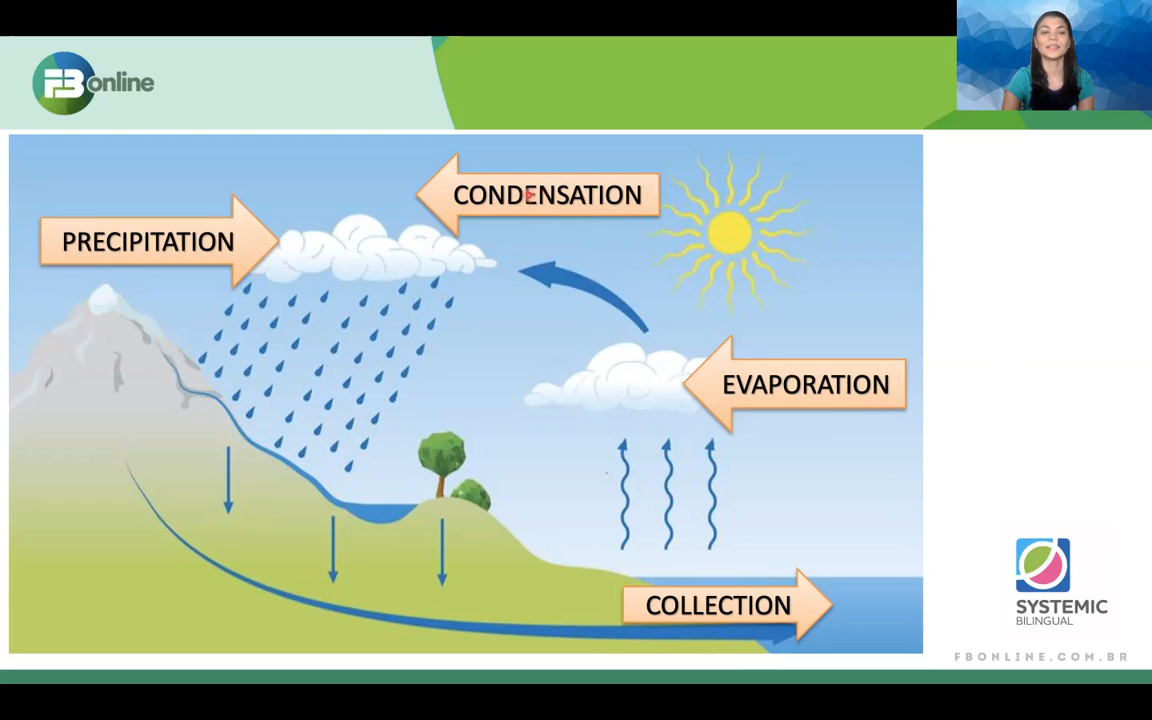 FB online
CONDENSATION
PRECIPITATION
EVAPORATION
COLLECTION
SYSTEMIC
BILINGUAL
FBONLINE.COM.BR